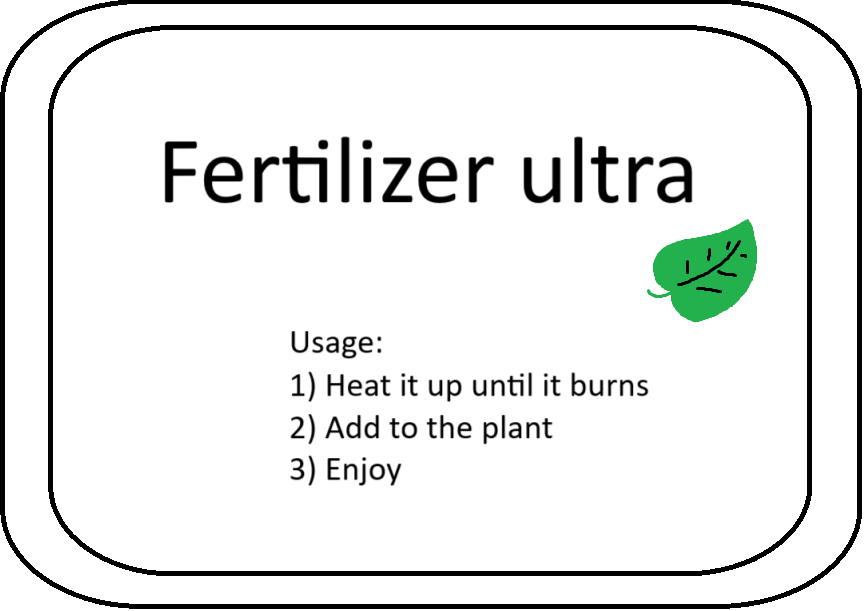 Fertilizer ultra
Usage:
1) Heat it up until it burns
2) Add to the plant
3) Enjoy